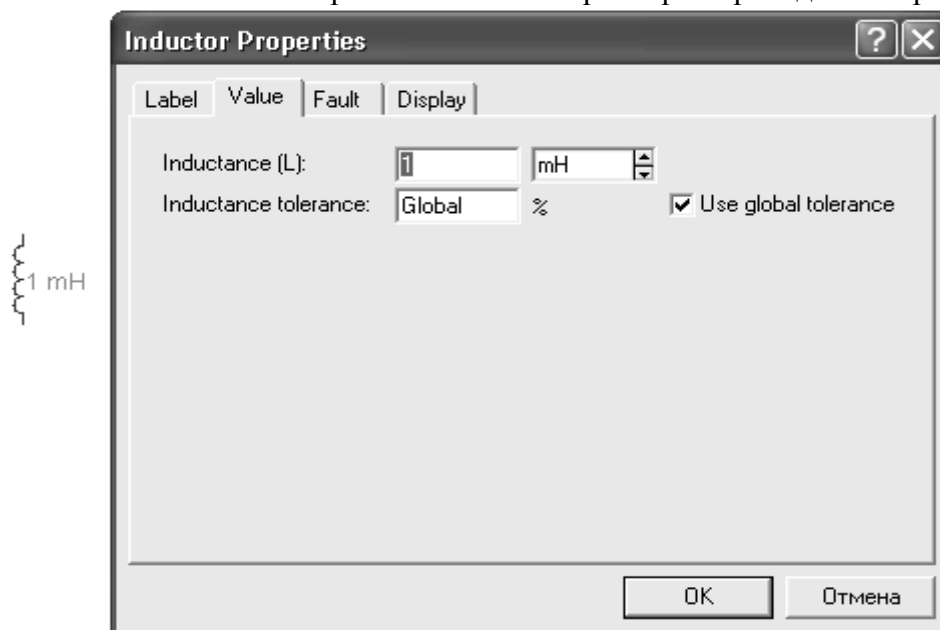 Inductor Properties
Label Value Fault Display
Inductance (L): 1 mH
Inductance tolerance: Global % Use global tolerance
1 mH
OK Отмена